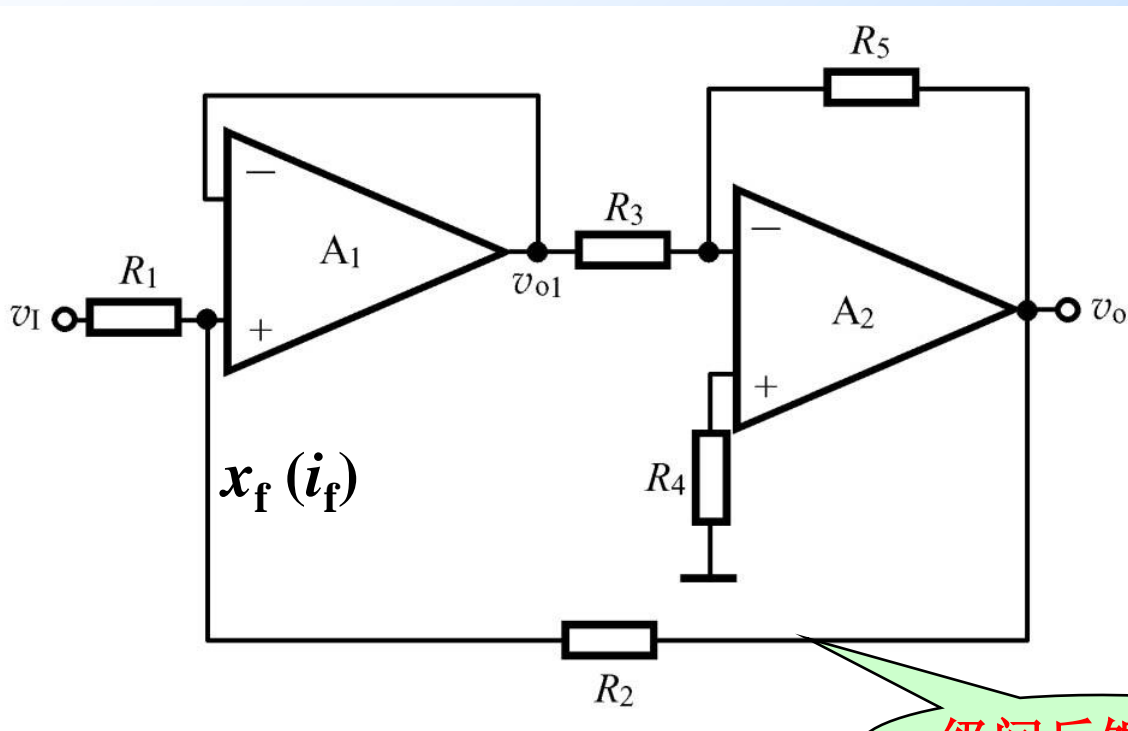 R5
R3
−
−
A1
R1
vo1
vI
+
A2
vo
+
xf (if)
R4
R2